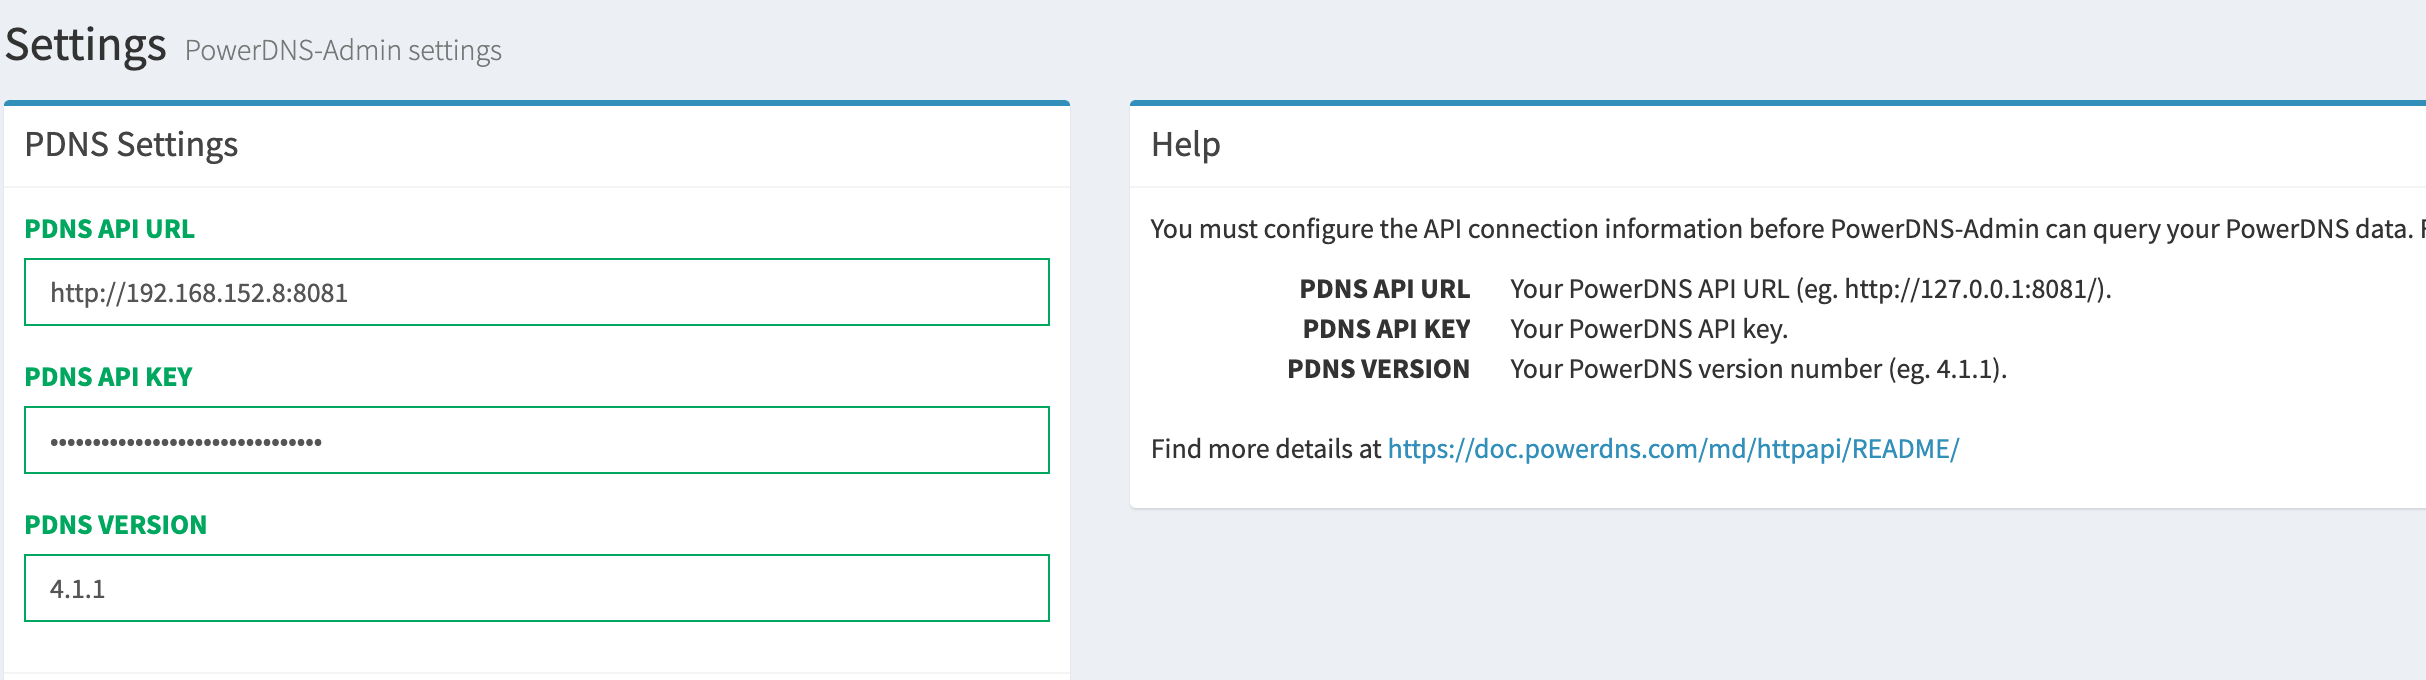 Settings PowerDNS-Admin settings
PDNS Settings
PDNS API URL
http://192.168.152.8:8081
PDNS API KEY
••••••••••••••••••••••••••••••••
PDNS VERSION
4.1.1
Help
You must configure the API connection information before PowerDNS-Admin can query your PowerDNS data.
PDNS API URL Your PowerDNS API URL (eg. http://127.0.0.1:8081/).
PDNS API KEY Your PowerDNS API key.
PDNS VERSION Your PowerDNS version number (eg. 4.1.1).
Find more details at https://doc.powerdns.com/md/httpapi/README/